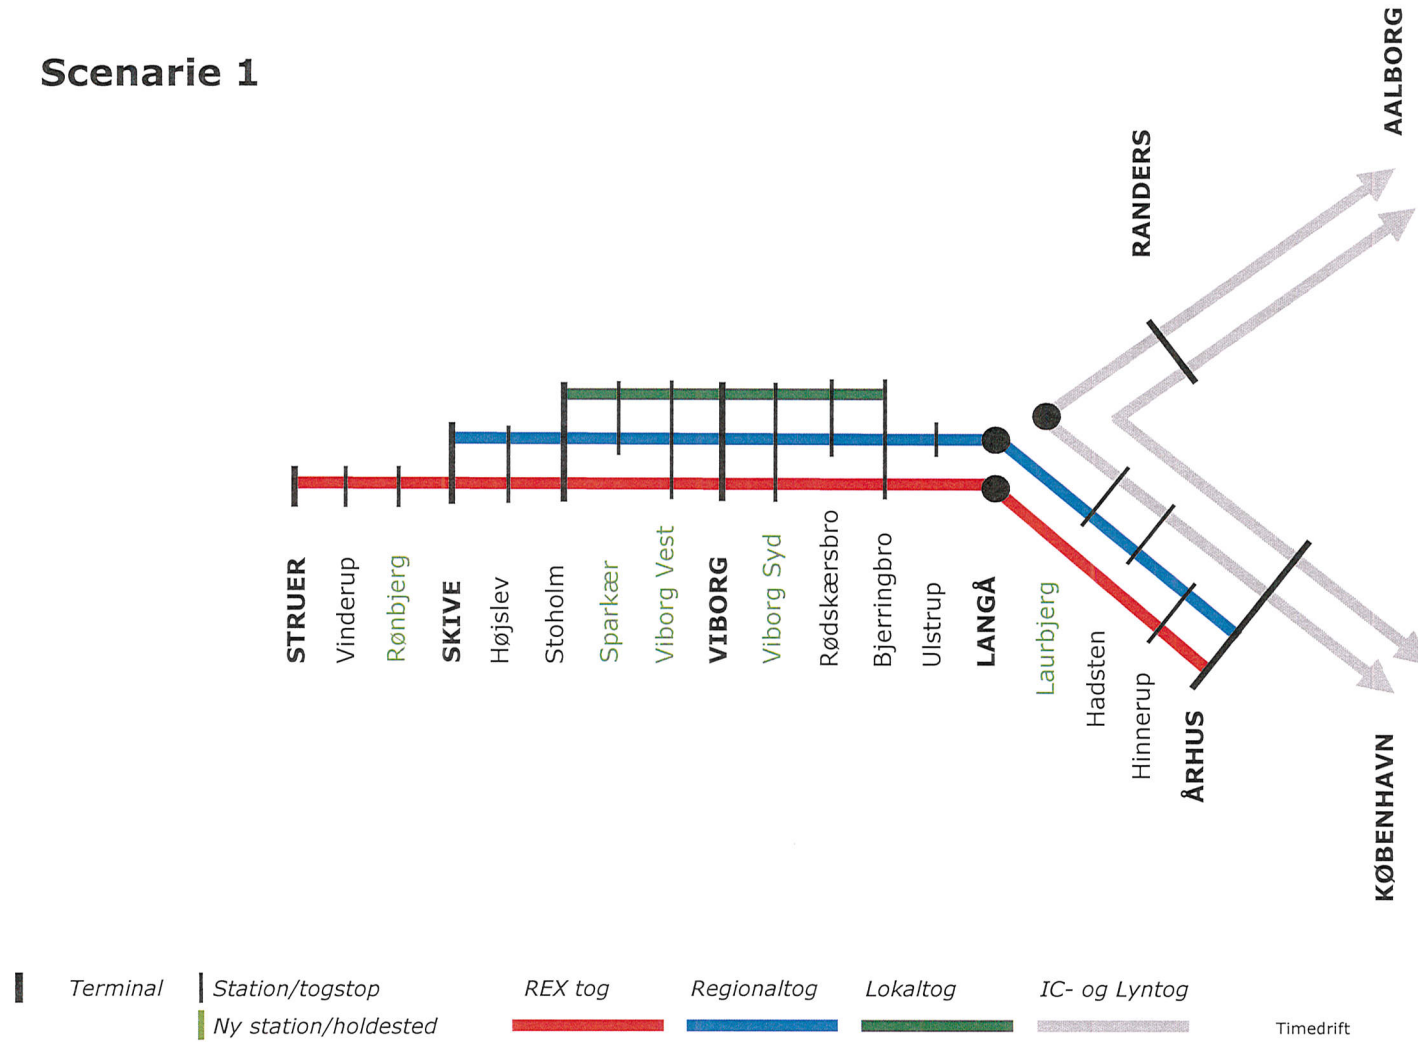 Scenarie 1
AALBORG
RANDERS
STRUER
Vinderup
Rønbjerg
SKIVE
Højslev
Stoholm
Sparkær
Viborg Vest
VIBORG
Viborg Syd
Rødskærsbro
Bjerringbro
Ulstrup
LANGÅ
Laurbjerg
Hadsten
Hinnerup
ÅRHUS
KØBENHAVN
Terminal
Station/togstop
Ny station/holdested
REX tog
Regionaltog
Lokaltog
IC- og Lyntog
Timedrift